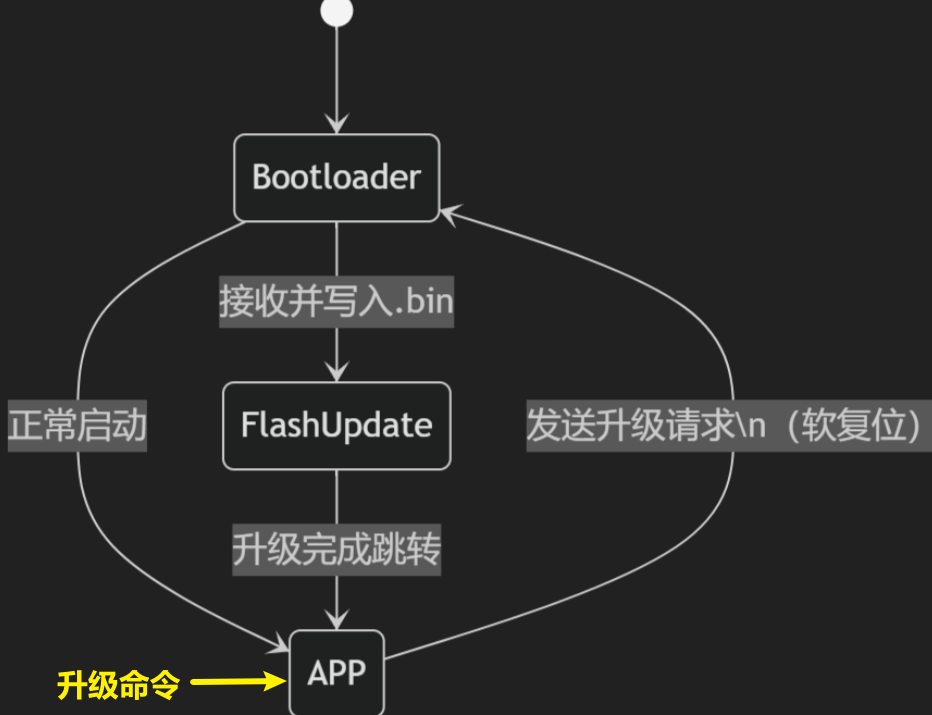 Bootloader
接收并写入.bin
正常启动
FlashUpdate
发送升级请求\n（软复位）
升级完成跳转
APP
升级命令